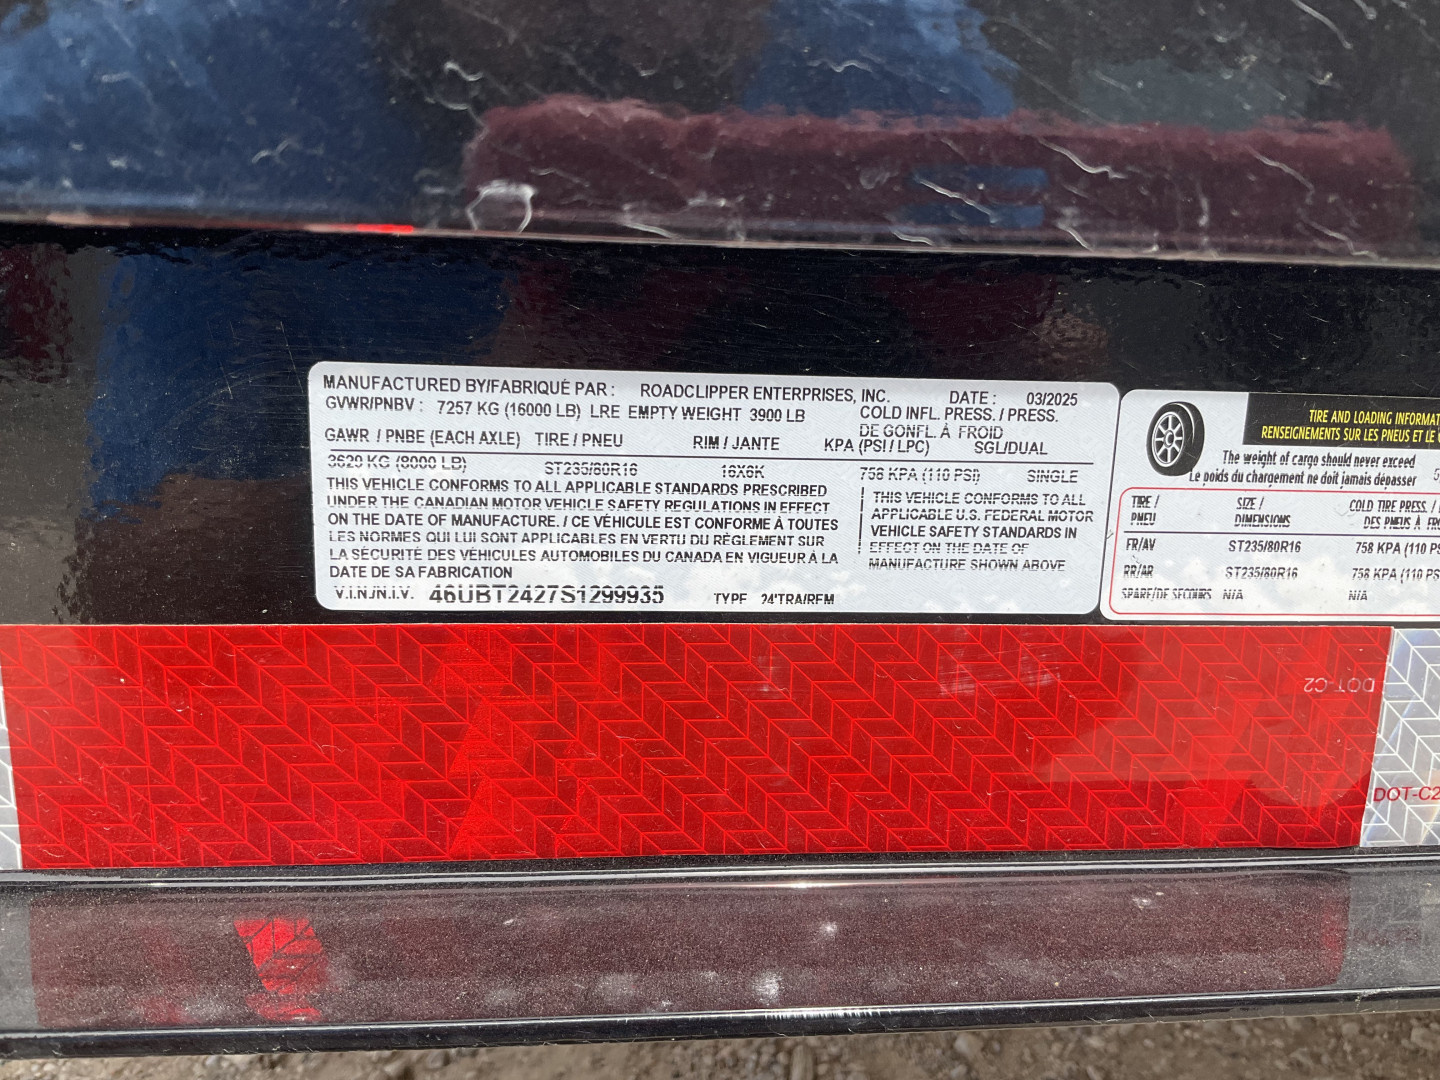 MANUFACTURED BY/FABRIQUÉ PAR : ROADCLIPPER ENTERPRISES, INC. DATE : 03/2025
GVWR/PNBV : 7257 KG (16000 LB) LRE EMPTY WEIGHT 3900 LB COLD INFL. PRESS. / PRESS.
DE GONFL. À FROID
GAWR / PNBE (EACH AXLE) TIRE / PNEU RIM / JANTE KPA (PSI / LPC) SGL/DUAL
3629 KG (8000 LB) ST235/80R16 16X6K 758 KPA (110 PSI) SINGLE
THIS VEHICLE CONFORMS TO ALL APPLICABLE STANDARDS PRESCRIBED
UNDER THE CANADIAN MOTOR VEHICLE SAFETY REGULATIONS IN EFFECT
ON THE DATE OF MANUFACTURE. / CE VÉHICULE EST CONFORME À TOUTES
LES NORMES QUI LUI SONT APPLICABLES EN VERTU DU RÈGLEMENT SUR
LA SÉCURITÉ DES VÉHICULES AUTOMOBILES DU CANADA EN VIGUEUR À LA
DATE DE SA FABRICATION
THIS VEHICLE CONFORMS TO ALL
APPLICABLE U.S. FEDERAL MOTOR
VEHICLE SAFETY STANDARDS IN
EFFECT ON THE DATE OF
MANUFACTURE SHOWN ABOVE
V.I.N./N.I.V. 46UBT2427S1299935 TYPE 24'TRA/REM
TIRE AND LOADING INFORMAT
RENSEIGNEMENTS SUR LES PNEUS ET LE
The weight of cargo should never exceed
Le poids du chargement ne doit jamais dépasser
TIRE / SIZE / COLD TIRE PRESS. /
PNEU DIMENSIONS DES PNEUS À FR
FR/AV ST235/80R16 758 KPA (110 PS
RR/AR ST235/80R16 758 KPA (110 PS
SPARE/DE SECOURS N/A N/A
DOT-C2
DOT-C2